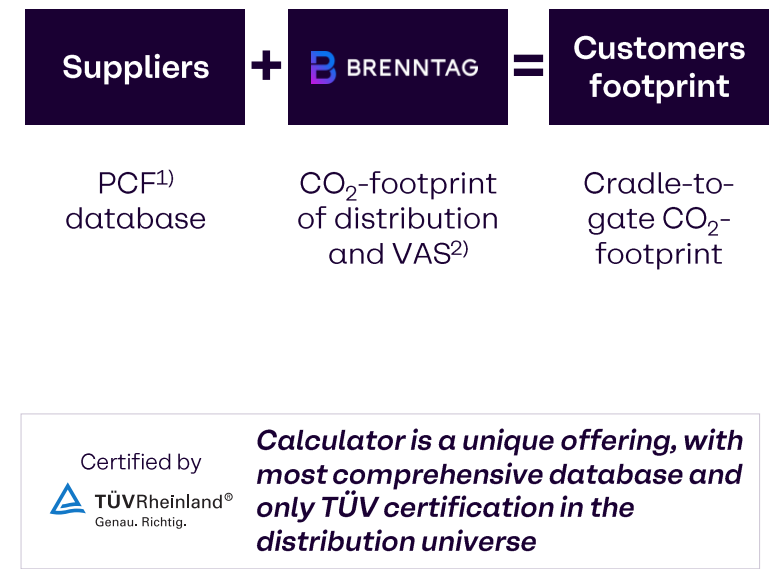 Suppliers
+
BRENNTAG
=
Customers
footprint
PCF¹⁾
database
CO₂-footprint
of distribution
and VAS²⁾
Cradle-to-
gate CO₂-
footprint
Certified by
TÜVRheinland®
Genau. Richtig.
Calculator is a unique offering, with
most comprehensive database and
only TÜV certification in the
distribution universe